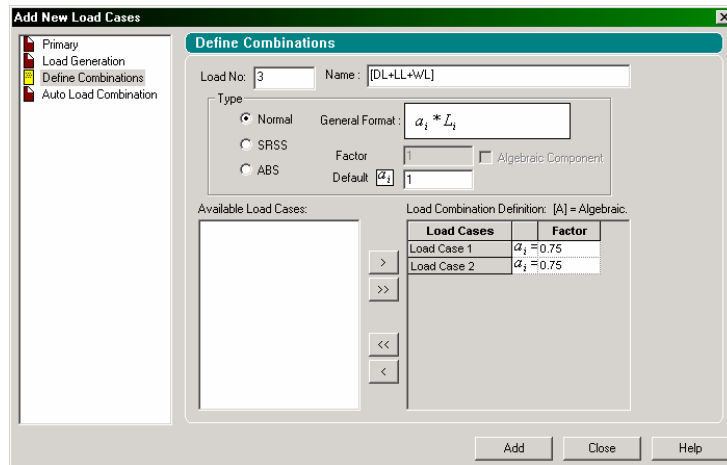 Add New Load Cases
Primary
Load Generation
Define Combinations
Auto Load Combination
Define Combinations
Load No: 3 Name : [DL+LL+WL]
Type
Normal
General Format : a_i * L_i
SRSS
Factor 1 Algebraic Component
ABS
Default a_i 1
Available Load Cases:
Load Combination Definition: [A] = Algebraic.
Load Cases Factor
Load Case 1 a_i = 0.75
Load Case 2 a_i = 0.75
>
>>
<<
<
Add Close Help